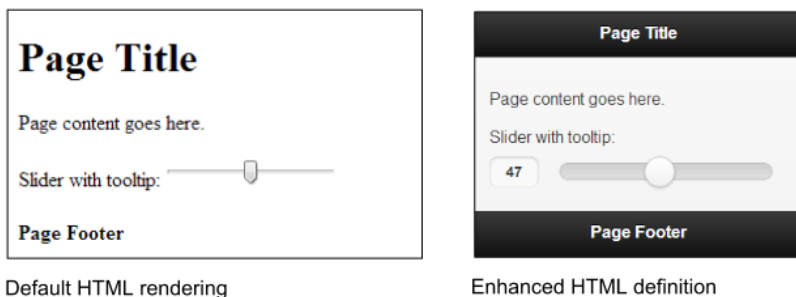 Page Title
Page content goes here.
Slider with tooltip:
Page Footer
Default HTML rendering
Page Title
Page content goes here.
Slider with tooltip:
47
Page Footer
Enhanced HTML definition